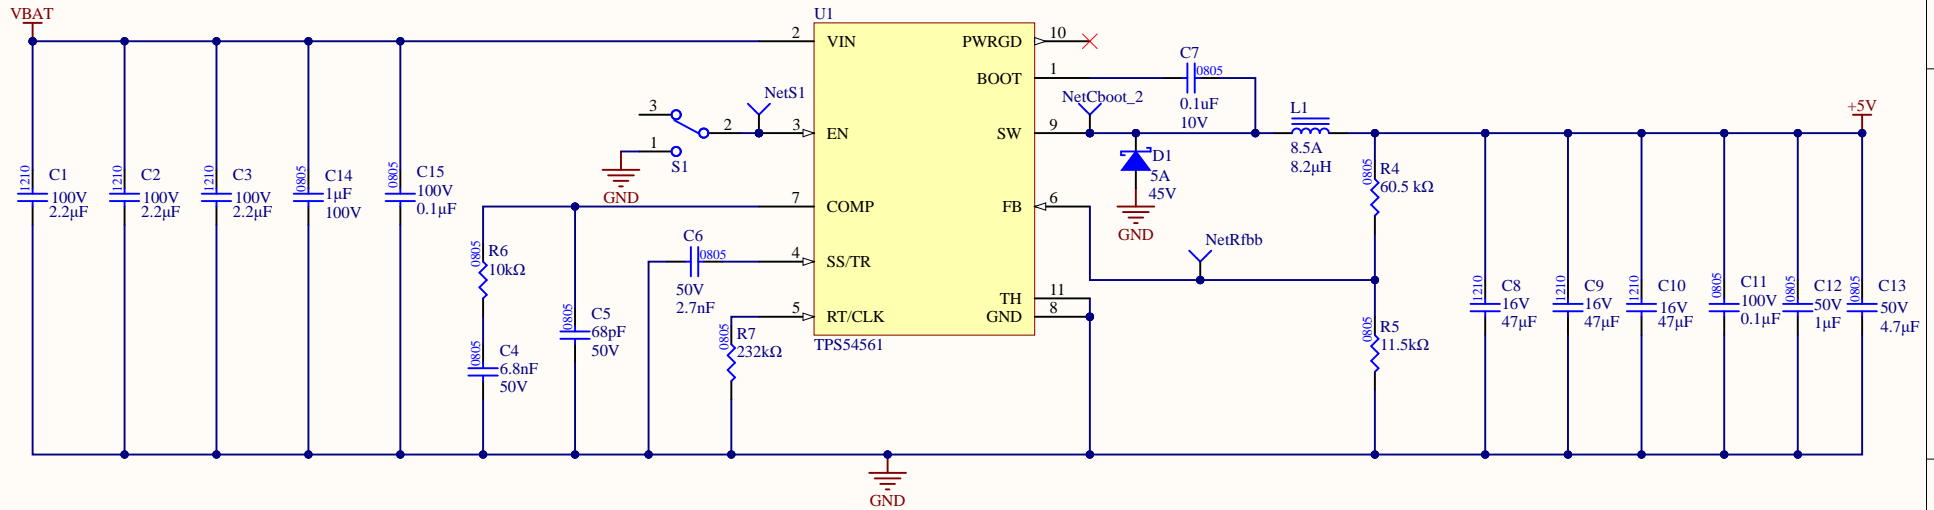 VBAT
U1
2
VIN
PWRGD
10
BOOT
1
C7
0805
0.1uF
10V
NetS1
NetCboot_2
3
2
1
S1
GND
3
EN
SW
9
L1
8.5A
8.2µH
+5V
D1
5A
45V
GND
C1
1210
100V
2.2µF
C2
1210
100V
2.2µF
C3
1210
100V
2.2µF
C14
0805
1µF
100V
C15
0805
100V
0.1µF
7
COMP
FB
6
NetRfbb
R4
0805
60.5 kΩ
R6
0805
10kΩ
C6
0805
50V
2.7nF
4
SS/TR
TH
11
GND
8
5
RT/CLK
TPS54561
C5
0805
68pF
50V
C4
0805
6.8nF
50V
R7
0805
232kΩ
R5
0805
11.5kΩ
C8
1210
16V
47µF
C9
1210
16V
47µF
C10
1210
16V
47µF
C11
0805
100V
0.1µF
C12
0805
50V
1µF
C13
0805
50V
4.7µF
GND